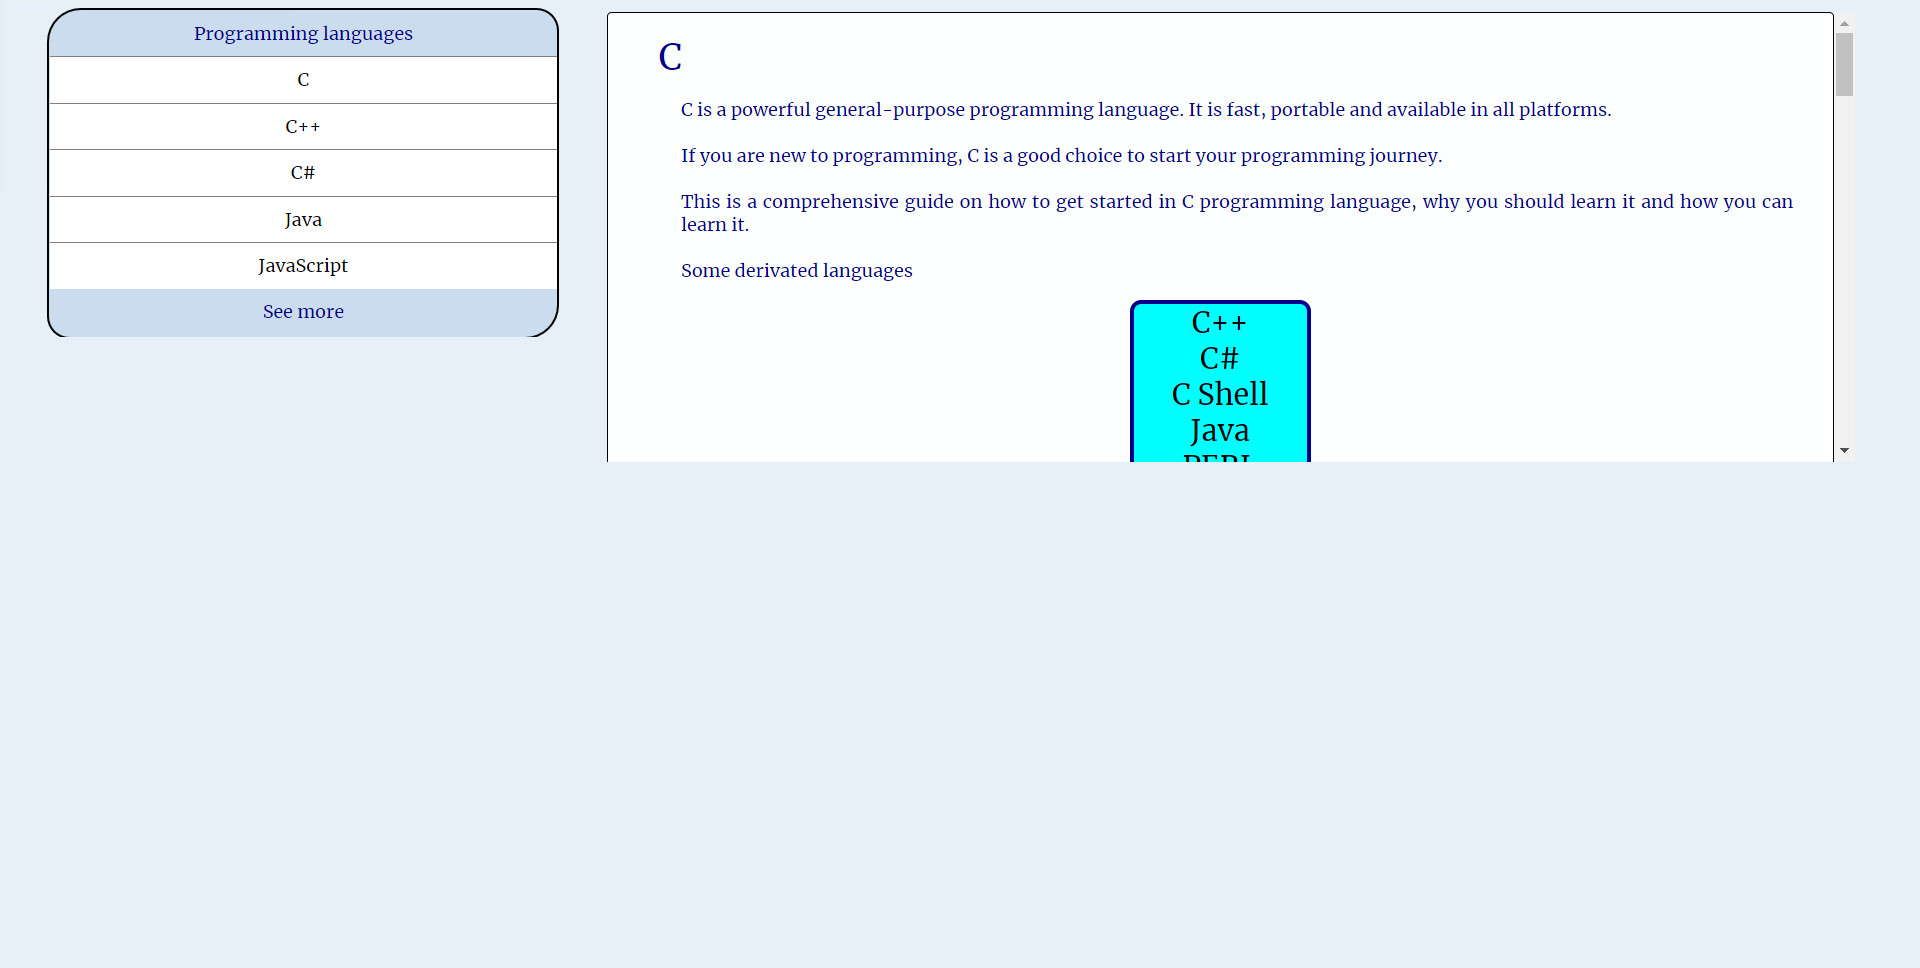 Programming languages
C
C++
C#
Java
JavaScript
See more
C
C is a powerful general-purpose programming language. It is fast, portable and available in all platforms.
If you are new to programming, C is a good choice to start your programming journey.
This is a comprehensive guide on how to get started in C programming language, why you should learn it and how you can
learn it.
Some derivated languages
C++
C#
C Shell
Java
PERL